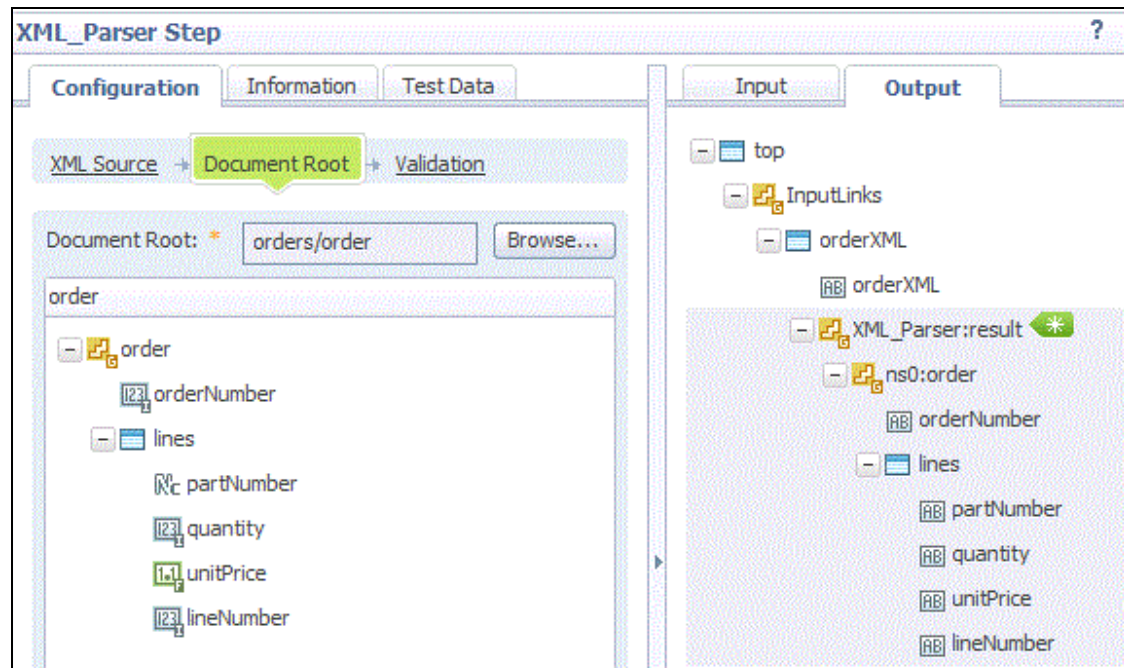 XML_Parser Step
?
Configuration
Information
Test Data
XML Source
Document Root
Validation
Document Root: *
orders/order
Browse...
order
order
orderNumber
lines
partNumber
quantity
unitPrice
lineNumber
Input
Output
top
InputLinks
orderXML
orderXML
XML_Parser:result
ns0:order
orderNumber
lines
partNumber
quantity
unitPrice
lineNumber